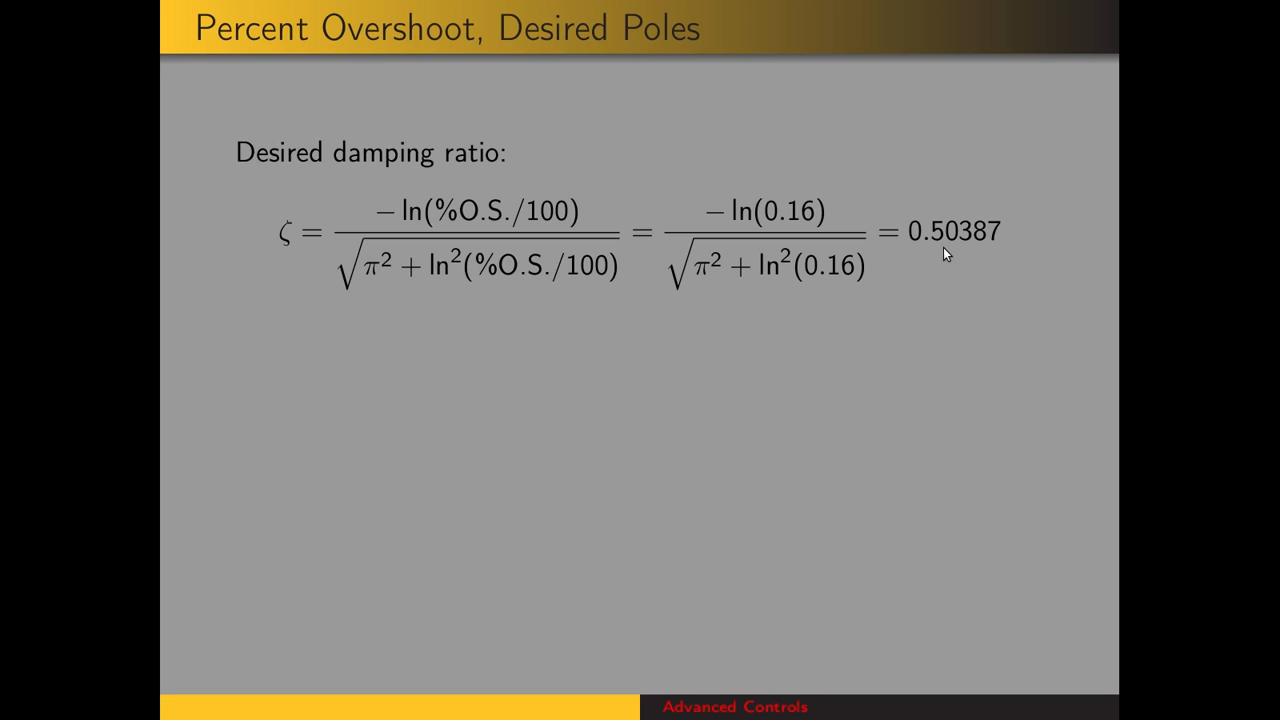 Percent Overshoot, Desired Poles
Desired damping ratio:
ζ = − ln(%O.S./100) / √(π² + ln²(%O.S./100)) = − ln(0.16) / √(π² + ln²(0.16)) = 0.50387
Advanced Controls